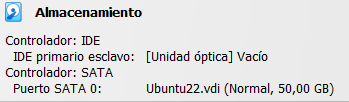 Almacenamiento
Controlador: IDE
IDE primario esclavo: [Unidad óptica] Vacío
Controlador: SATA
Puerto SATA 0: Ubuntu22.vdi (Normal, 50,00 GB)